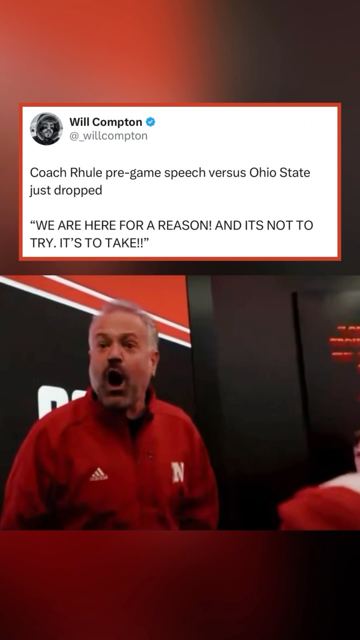 Will Compton
@_willcompton
Coach Rhule pre-game speech versus Ohio State
just dropped
“WE ARE HERE FOR A REASON! AND ITS NOT TO
TRY. IT’S TO TAKE!!”
adidas
N